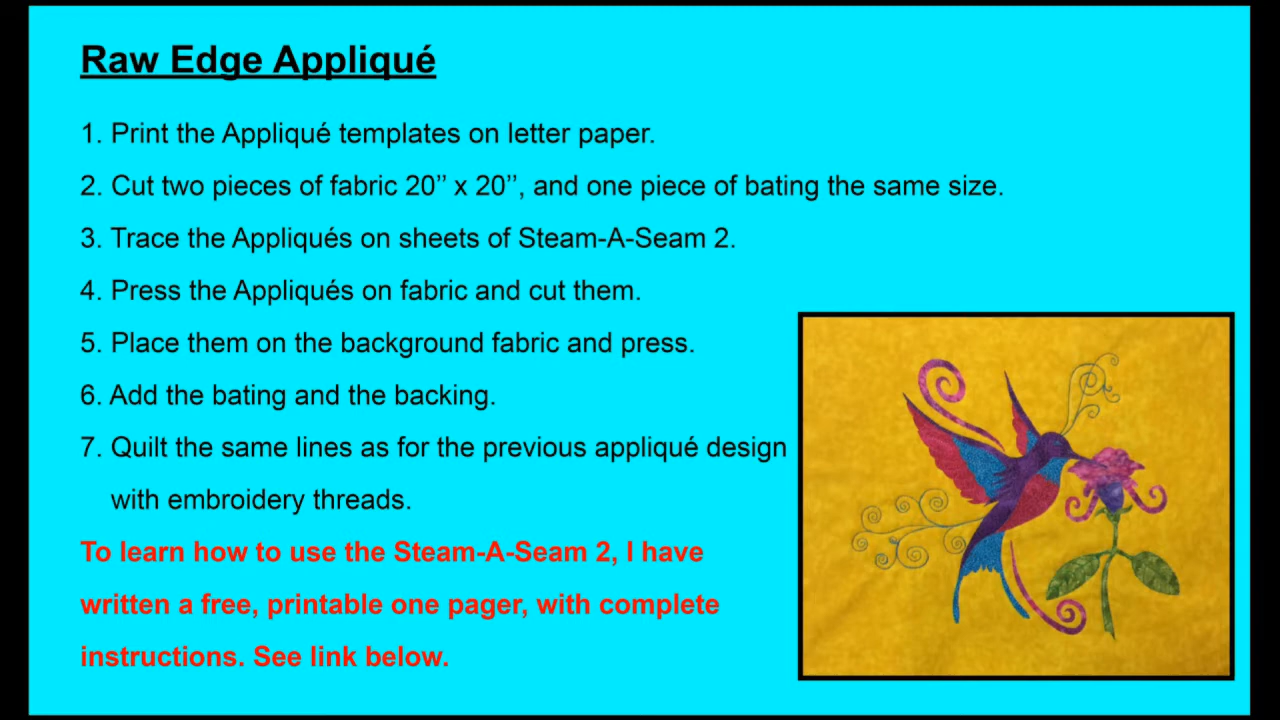 Raw Edge Appliqué
1. Print the Appliqué templates on letter paper.
2. Cut two pieces of fabric 20’’ x 20’’, and one piece of bating the same size.
3. Trace the Appliqués on sheets of Steam-A-Seam 2.
4. Press the Appliqués on fabric and cut them.
5. Place them on the background fabric and press.
6. Add the bating and the backing.
7. Quilt the same lines as for the previous appliqué design
with embroidery threads.
To learn how to use the Steam-A-Seam 2, I have
written a free, printable one pager, with complete
instructions. See link below.